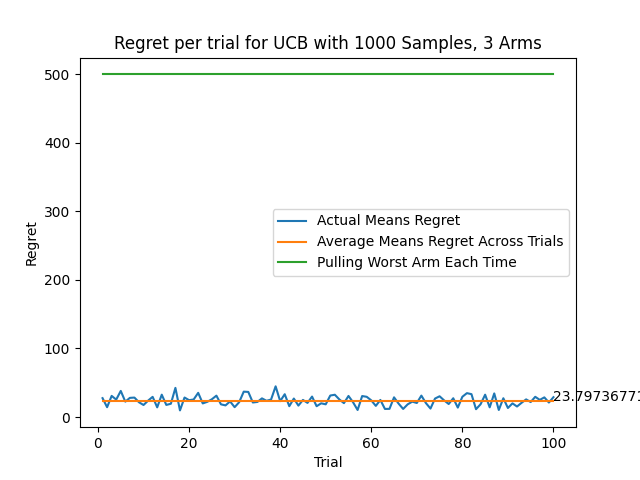 Regret per trial for UCB with 1000 Samples, 3 Arms
500
400
300
200
100
0
Regret
Actual Means Regret
Average Means Regret Across Trials
Pulling Worst Arm Each Time
23.79736771
0
20
40
60
80
100
Trial